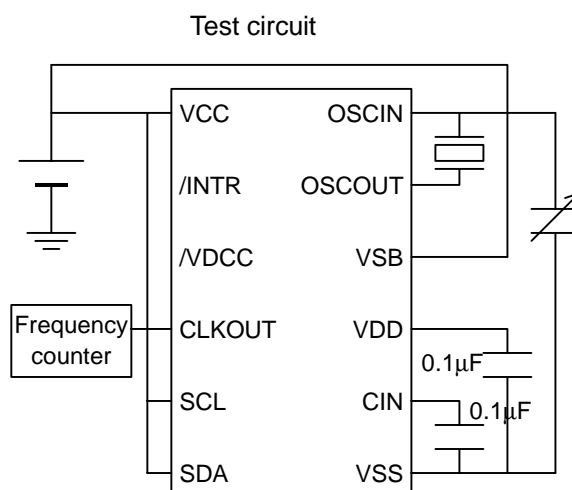 Test circuit
VCC
OSCIN
/INTR
OSCOUT
/VDCC
VSB
Frequency
counter
CLKOUT
VDD
0.1μF
SCL
CIN
0.1μF
SDA
VSS